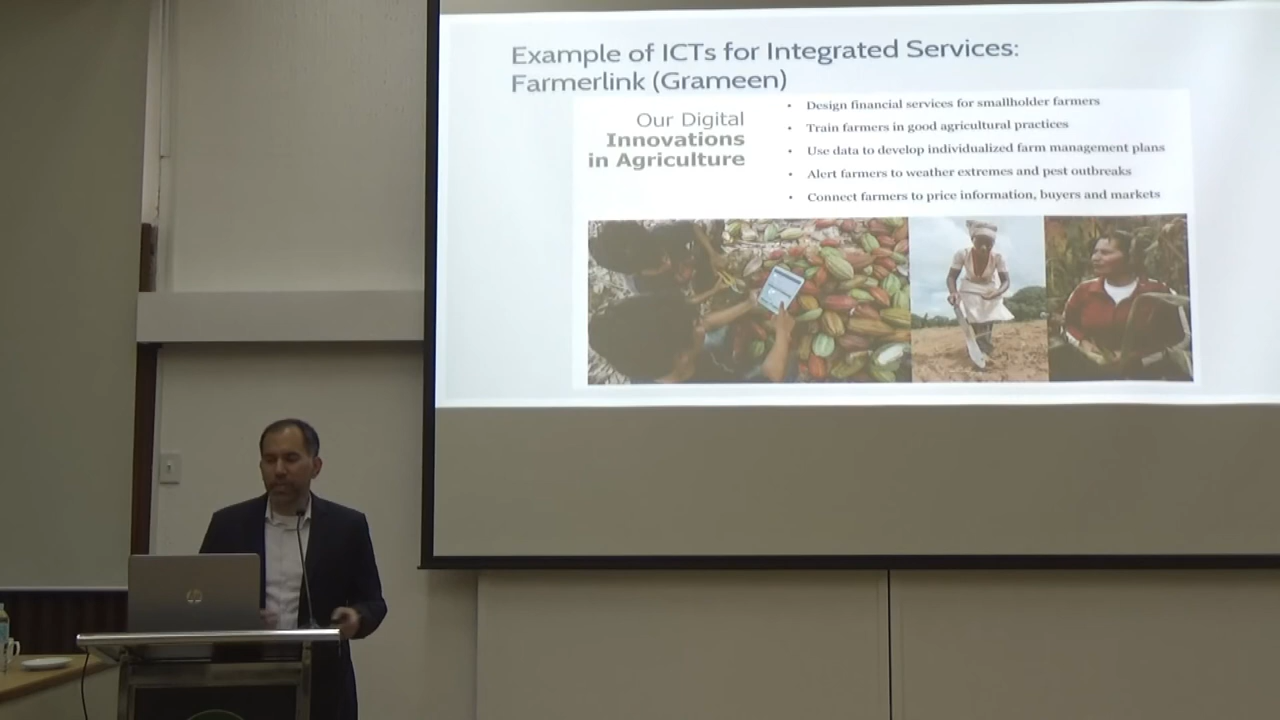 Example of ICTs for Integrated Services:
Farmerlink (Grameen)
Our Digital
Innovations
in Agriculture
• Design financial services for smallholder farmers
• Train farmers in good agricultural practices
• Use data to develop individualized farm management plans
• Alert farmers to weather extremes and pest outbreaks
• Connect farmers to price information, buyers and markets
hp